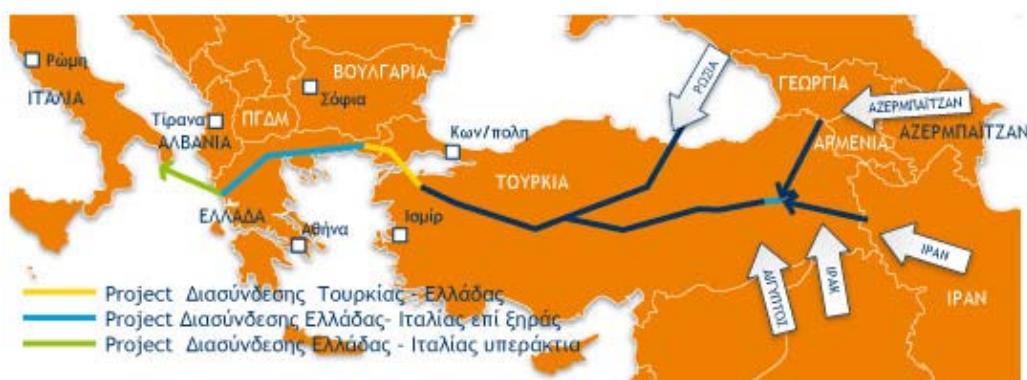 Ρώμη
ΙΤΑΛΙΑ
ΒΟΥΛΓΑΡΙΑ
Σόφια
ΠΓΔΜ
Τίρανα
ΑΛΒΑΝΙΑ
Κων/πολη
ΡΩΣΙΑ
ΓΕΩΡΓΙΑ
ΑΖΕΡΜΠΑΪΤΖΑΝ
ΑΡΜΕΝΙΑ
ΑΖΕΡΜΠΑΪΤΖΑΝ
ΤΟΥΡΚΙΑ
ΕΛΛΑΔΑ
Ισμίρ
Αθήνα
ΙΡΑΝ
ΙΡΑΚ
ΙΡΑΝ
Project Διασύνδεσης Τουρκίας - Ελλάδας
Project Διασύνδεσης Ελλάδας- Ιταλίας επί ξηράς
Project Διασύνδεσης Ελλάδας - Ιταλίας υπεράκτια